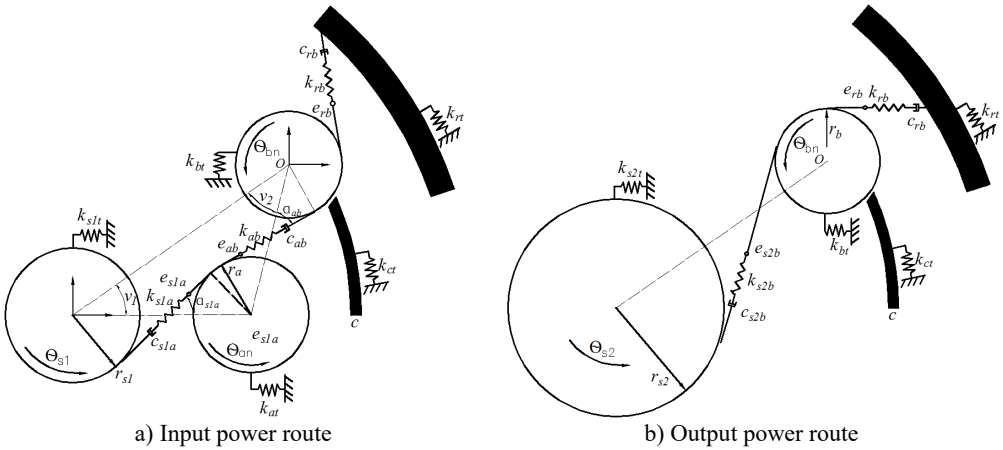 c_rb
k_rb
e_rb
k_rt
Θ_bn
O
k_bt
v_2
α_ab
k_s1t
k_ab
c_ab
e_ab
r_a
k_ct
e_s1a
k_s1a
v_1
α_s1a
c_s1a
e_s1a
c
Θ_s1
Θ_an
r_s1
k_at
a) Input power route
e_rb
k_rb
k_rt
c_rb
r_b
Θ_bn
O
k_s2t
k_bt
e_s2b
k_ct
k_s2b
c_s2b
c
Θ_s2
r_s2
b) Output power route